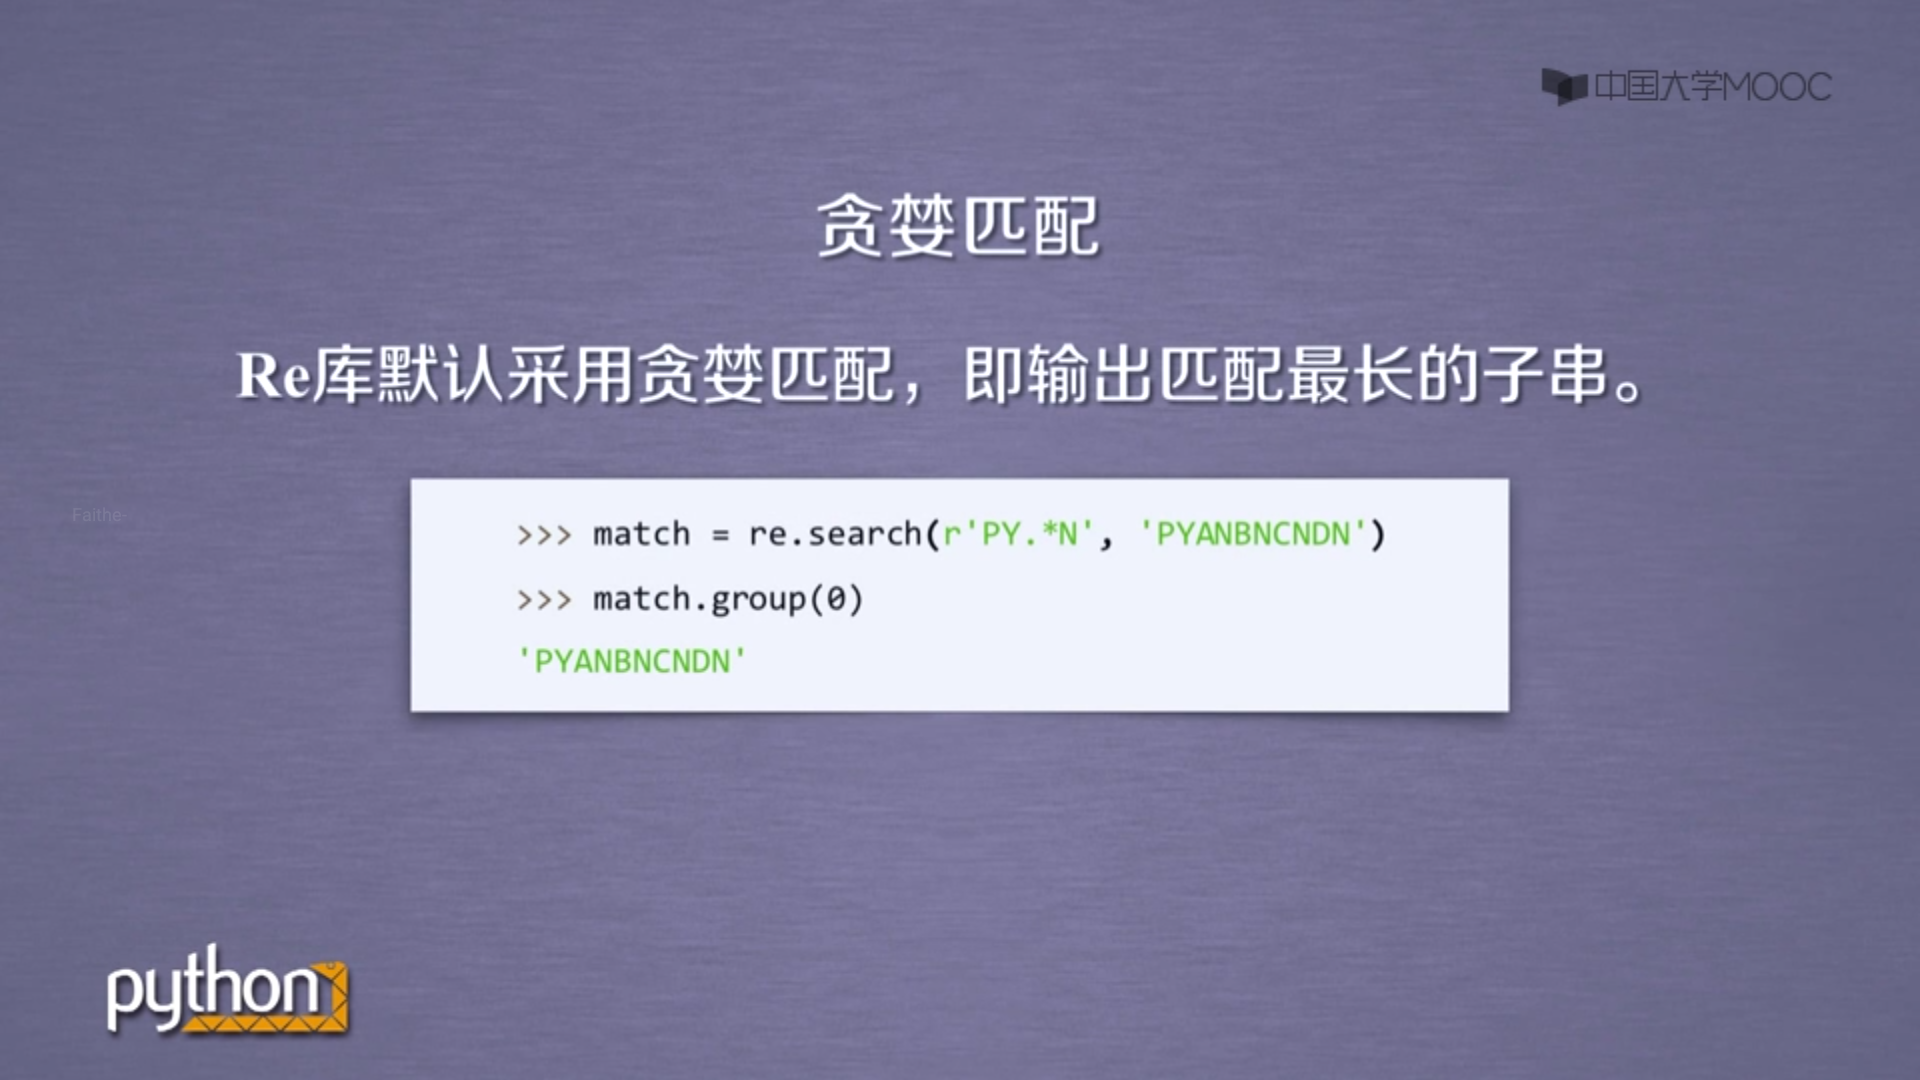 中国大学MOOC
贪婪匹配
Re库默认采用贪婪匹配，即输出匹配最长的子串。
Faithe-
>>> match = re.search(r'PY.*N', 'PYANBNCNDN')
>>> match.group(0)
'PYANBNCNDN'
python